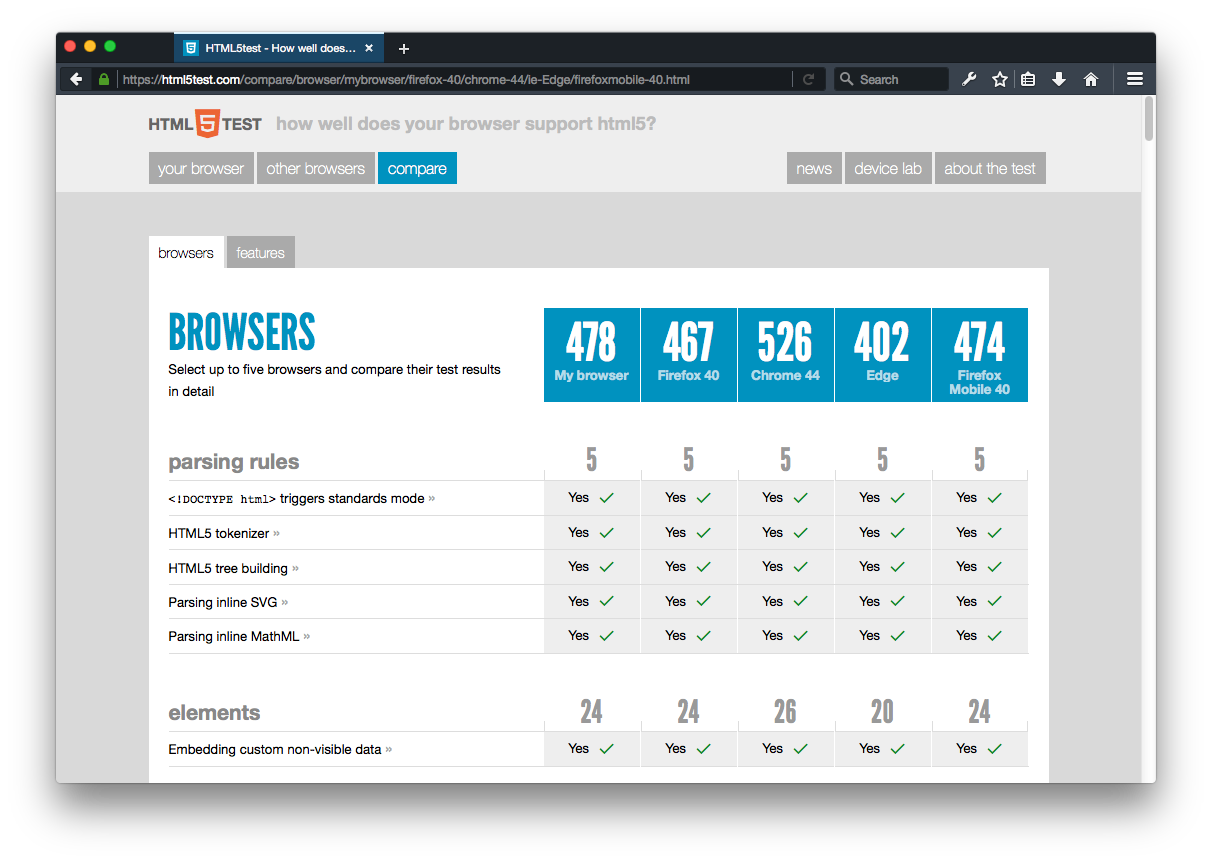 HTML5test - How well does...
https://html5test.com/compare/browser/mybrowser/firefox-40/chrome-44/ie-Edge/firefoxmobile-40.html
Search
HTML 5 TEST how well does your browser support html5?
your browser other browsers compare news device lab about the test
browsers features
BROWSERS
Select up to five browsers and compare their test results
in detail
478 467 526 402 474
My browser Firefox 40 Chrome 44 Edge Firefox
Mobile 40
parsing rules 5 5 5 5 5
<!DOCTYPE html> triggers standards mode » Yes ✓ Yes ✓ Yes ✓ Yes ✓ Yes ✓
HTML5 tokenizer » Yes ✓ Yes ✓ Yes ✓ Yes ✓ Yes ✓
HTML5 tree building » Yes ✓ Yes ✓ Yes ✓ Yes ✓ Yes ✓
Parsing inline SVG » Yes ✓ Yes ✓ Yes ✓ Yes ✓ Yes ✓
Parsing inline MathML » Yes ✓ Yes ✓ Yes ✓ Yes ✓ Yes ✓
elements 24 24 26 20 24
Embedding custom non-visible data » Yes ✓ Yes ✓ Yes ✓ Yes ✓ Yes ✓